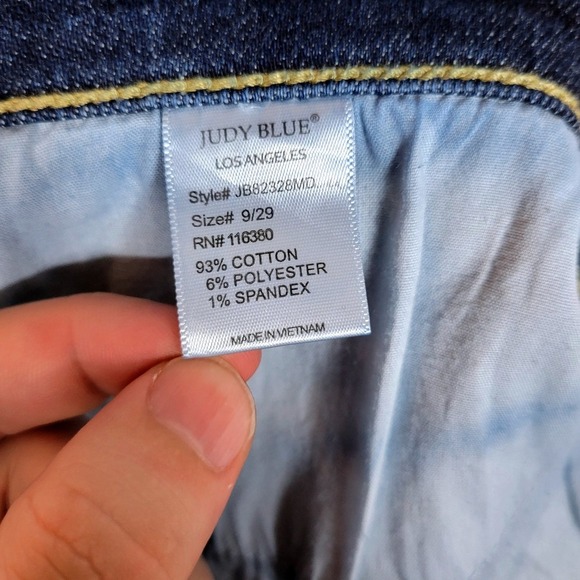 JUDY BLUE®
LOS ANGELES
Style# JB82328MD
Size# 9/29
RN# 116380
93% COTTON
6% POLYESTER
1% SPANDEX
MADE IN VIETNAM